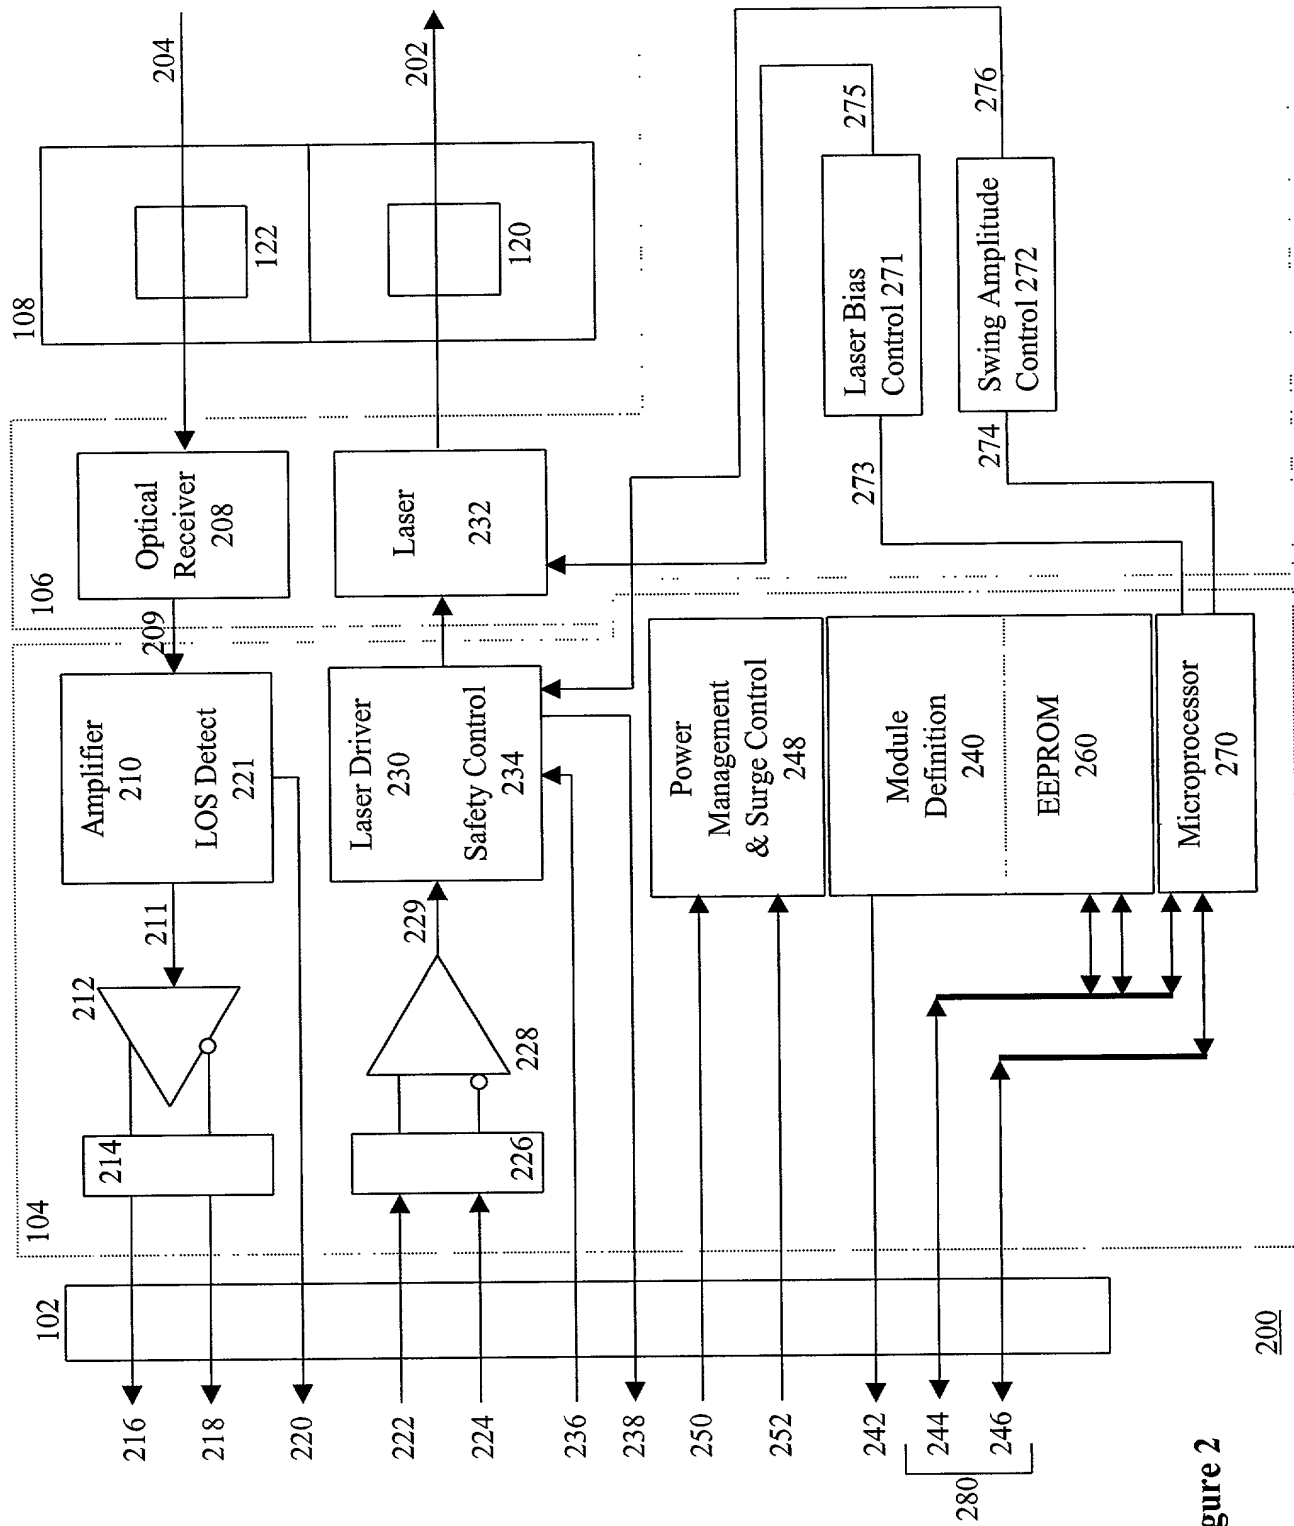 204
202
108
122
120
275
276
Laser Bias
Control 271
Swing Amplitude
Control 272
273
274
106
Optical
Receiver
208
Laser
232
209
Amplifier
210
LOS Detect
221
Laser Driver
230
Safety Control
234
Power
Management
& Surge Control
248
Module
Definition
240
EEPROM
260
Microprocessor
270
211
229
212
228
214
226
104
102
216
218
220
222
224
236
238
250
252
242
244
246
280
200
gure 2